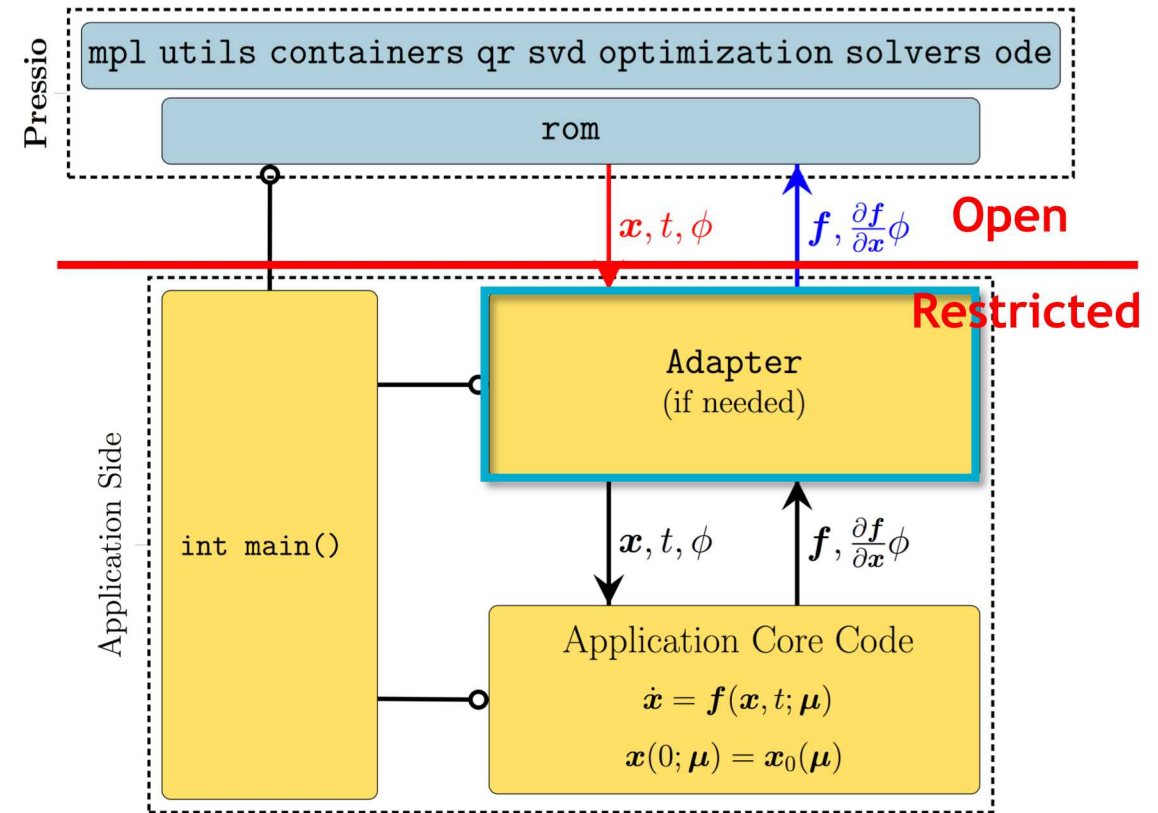 Pressio
mpl utils containers qr svd optimization solvers ode
rom
x, t, ϕ
f, ∂f/∂x ϕ
Open
Restricted
Application Side
int main()
Adapter
(if needed)
x, t, ϕ
f, ∂f/∂x ϕ
Application Core Code
ẋ = f(x, t; μ)
x(0; μ) = x₀(μ)